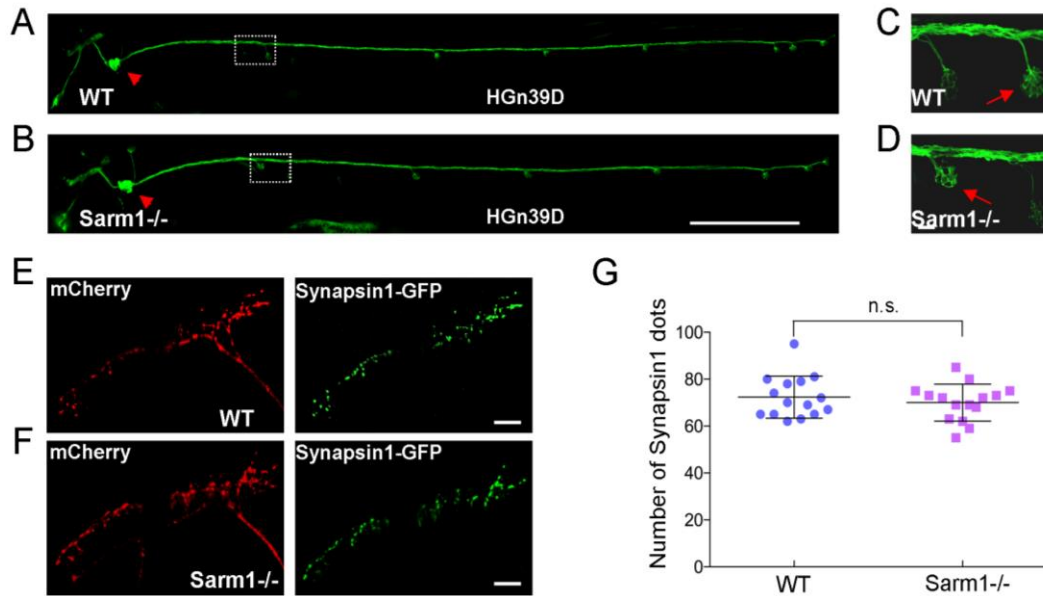 A
WT
HGn39D
B
Sarm1-/-
HGn39D
C
WT
D
Sarm1-/-
E
mCherry
WT
Synapsin1-GFP
F
mCherry
Sarm1-/-
Synapsin1-GFP
G
n.s.
Number of Synapsin1 dots
100
80
60
40
20
0
WT
Sarm1-/-